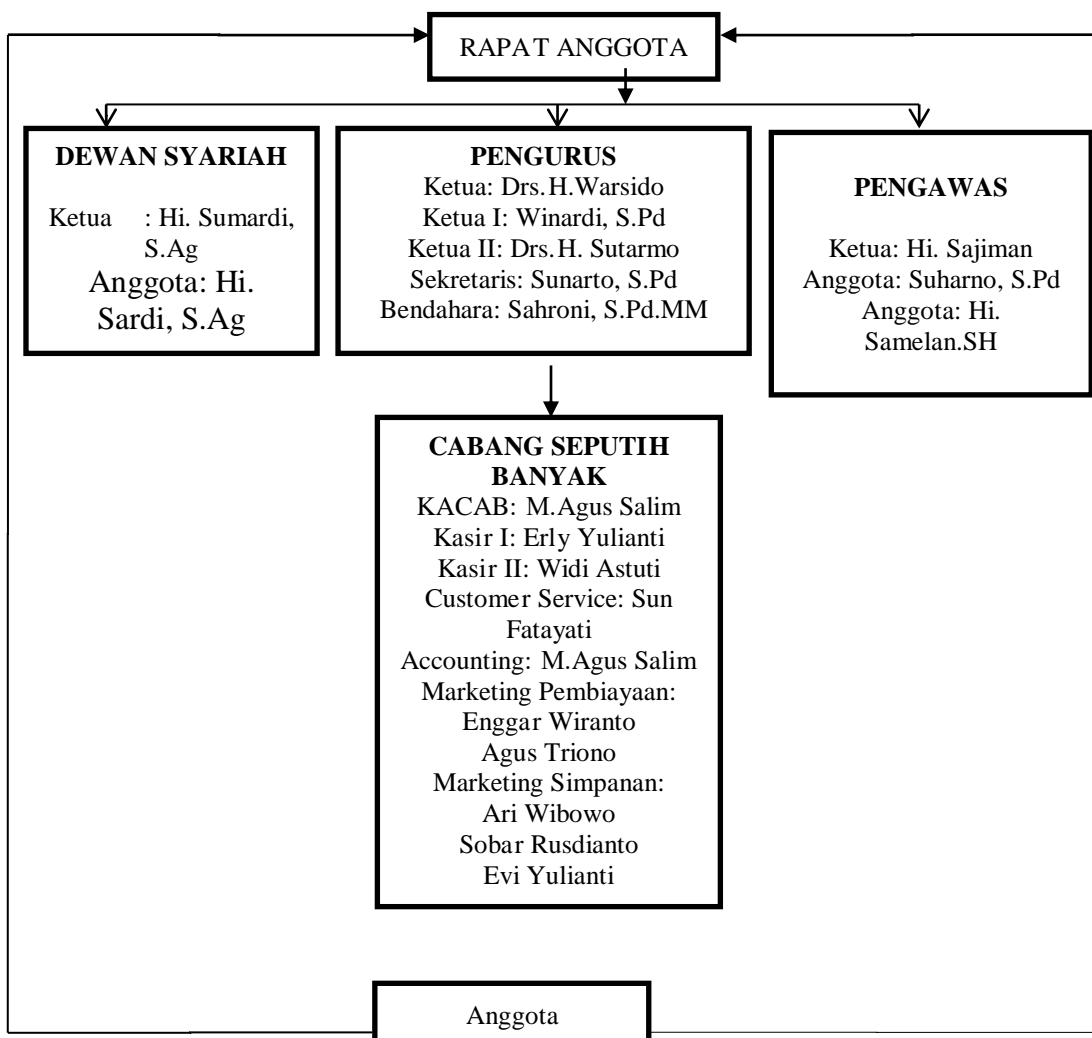 RAPAT ANGGOTA
DEWAN SYARIAH
Ketua : Hi. Sumardi,
S.Ag
Anggota: Hi.
Sardi, S.Ag
PENGURUS
Ketua: Drs.H.Warsido
Ketua I: Winardi, S.Pd
Ketua II: Drs.H. Sutarmo
Sekretaris: Sunarto, S.Pd
Bendahara: Sahroni, S.Pd.MM
PENGAWAS
Ketua: Hi. Sajiman
Anggota: Suharno, S.Pd
Anggota: Hi.
Samelan.SH
CABANG SEPUTIH
BANYAK
KACAB: M.Agus Salim
Kasir I: Erly Yulianti
Kasir II: Widi Astuti
Customer Service: Sun
Fatayati
Accounting: M.Agus Salim
Marketing Pembiayaan:
Enggar Wiranto
Agus Triono
Marketing Simpanan:
Ari Wibowo
Sobar Rusdianto
Evi Yulianti
Anggota